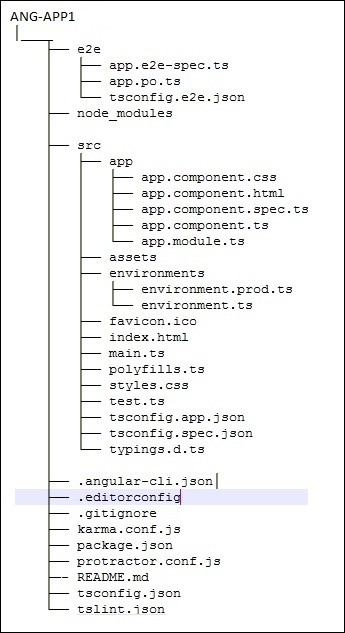 ANG-APP1
e2e
app.e2e-spec.ts
app.po.ts
tsconfig.e2e.json
node_modules
src
app
app.component.css
app.component.html
app.component.spec.ts
app.component.ts
app.module.ts
assets
environments
environment.prod.ts
environment.ts
favicon.ico
index.html
main.ts
polyfills.ts
styles.css
test.ts
tsconfig.app.json
tsconfig.spec.json
typings.d.ts
.angular-cli.json
.editorconfig
.gitignore
karma.conf.js
package.json
protractor.conf.js
README.md
tsconfig.json
tslint.json